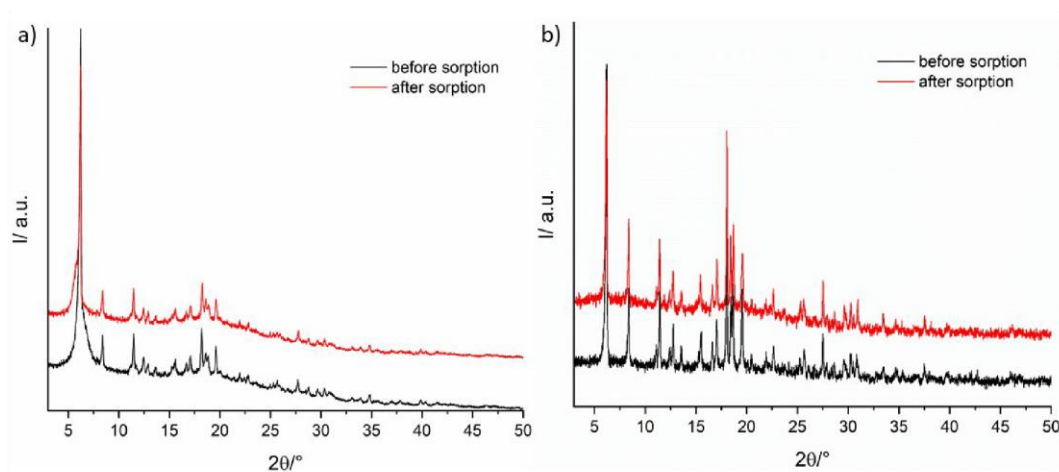 a)
before sorption
after sorption
I/ a.u.
5 10 15 20 25 30 35 40 45 50
2θ/°
b)
before sorption
after sorption
I/ a.u.
5 10 15 20 25 30 35 40 45 50
2θ/°